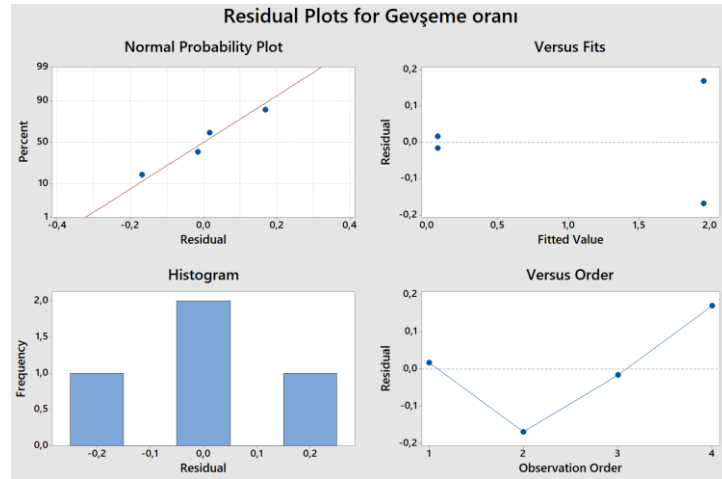 Residual Plots for Gevşeme oranı
Normal Probability Plot
99
90
50
10
1
Percent
-0,4 -0,2 0,0 0,2 0,4
Residual
Versus Fits
0,2
0,1
0,0
-0,1
-0,2
Residual
0,0 0,5 1,0 1,5 2,0
Fitted Value
Histogram
2,0
1,5
1,0
0,5
0,0
Frequency
-0,2 -0,1 0,0 0,1 0,2
Residual
Versus Order
0,2
0,1
0,0
-0,1
-0,2
Residual
1 2 3 4
Observation Order